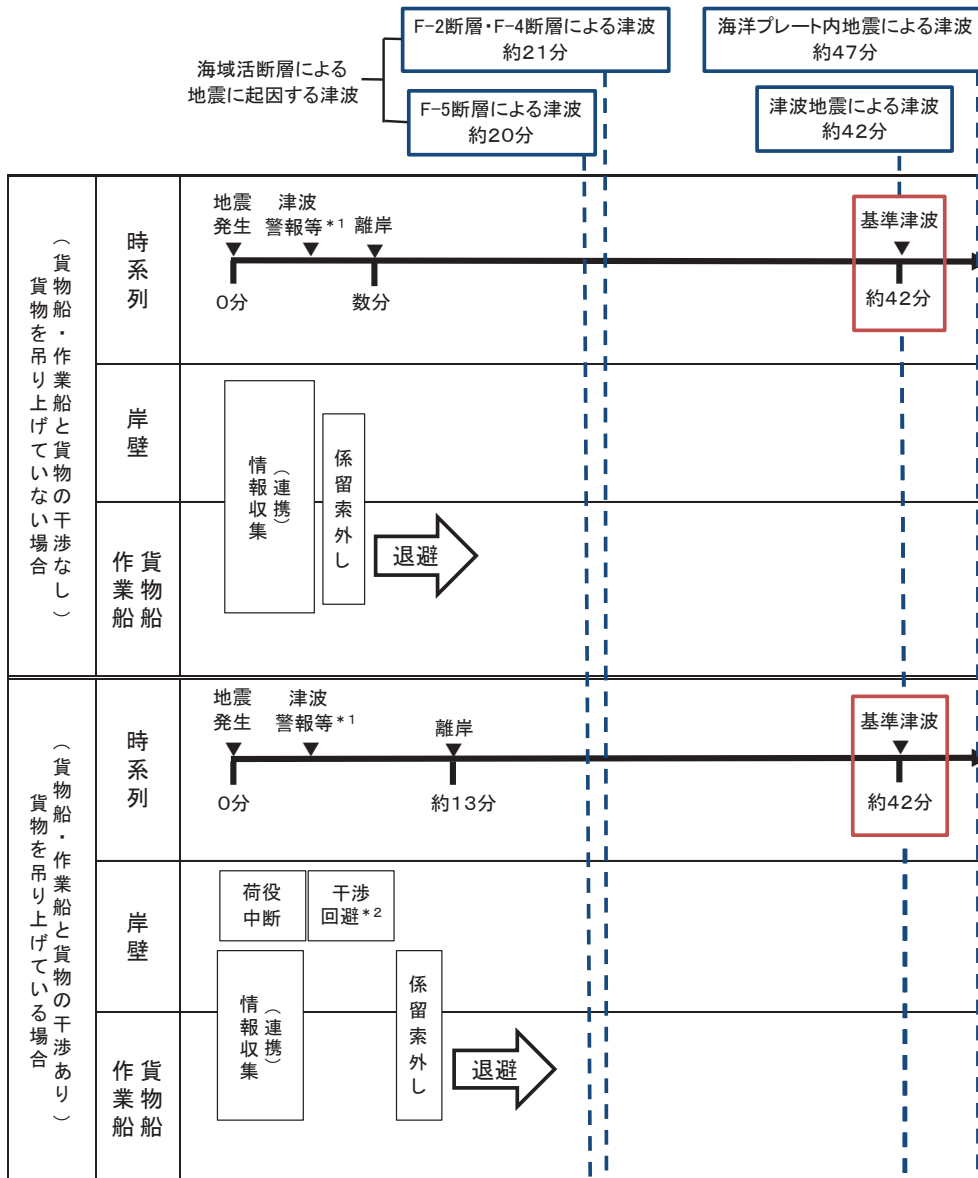 F-2断層・F-4断層による津波
約21分
海洋プレート内地震による津波
約47分
海域活断層による
地震に起因する津波
F-5断層による津波
約20分
津波地震による津波
約42分
貨物を吊り上げていない場合
（貨物船・作業船と貨物の干渉なし）
時系列
地震
発生
津波
警報等*1
離岸
基準津波
0分
数分
約42分
岸壁
情報収集
（連携）
係留索外し
貨物船
作業船
退避
貨物を吊り上げている場合
（貨物船・作業船と貨物の干渉あり）
時系列
地震
発生
津波
警報等*1
離岸
基準津波
0分
約13分
約42分
岸壁
荷役
中断
干渉
回避*2
情報収集
（連携）
係留索外し
貨物船
作業船
退避